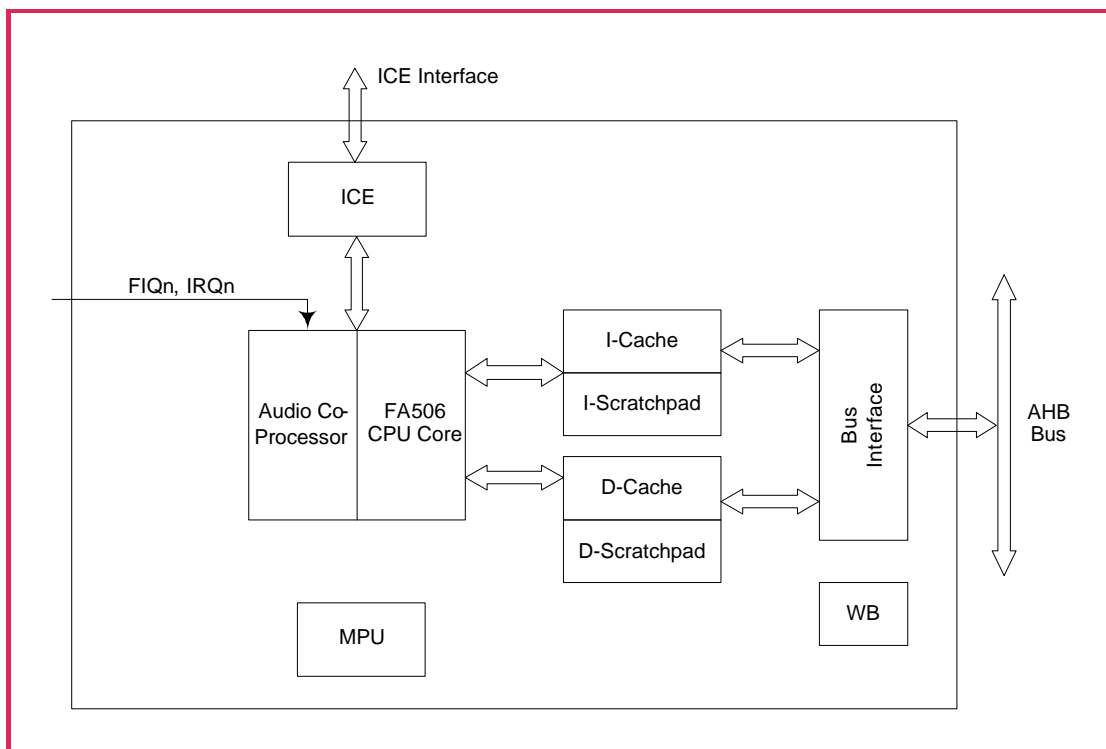 ICE Interface
ICE
FIQn, IRQn
Audio Co-
Processor
FA506
CPU Core
I-Cache
I-Scratchpad
D-Cache
D-Scratchpad
Bus
Interface
AHB
Bus
WB
MPU